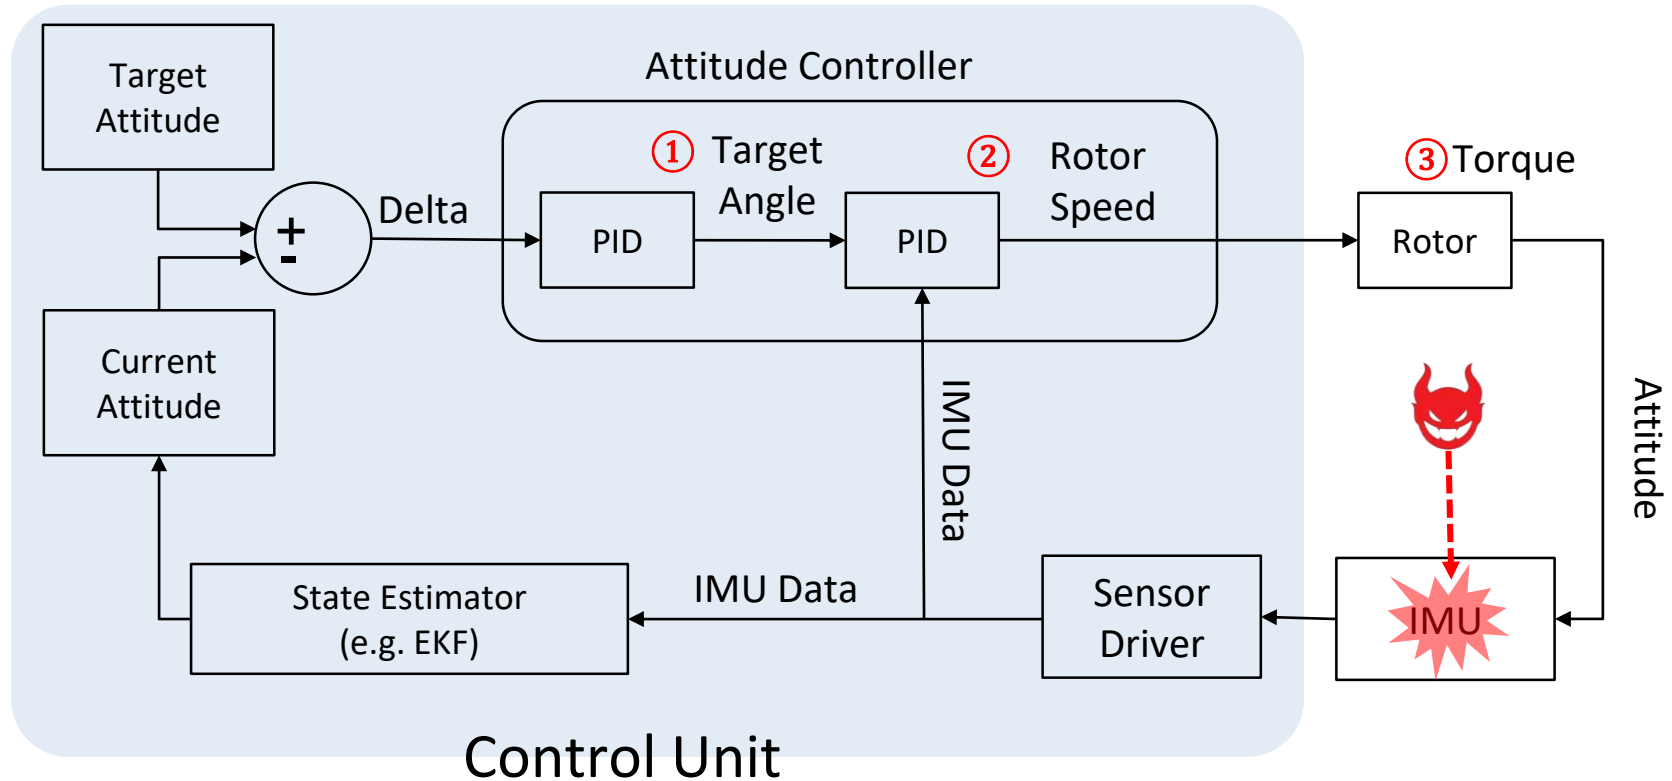 Target
Attitude
Attitude Controller
① Target
Angle
② Rotor
Speed
③ Torque
+
-
Delta
PID
PID
Rotor
Current
Attitude
IMU Data
Attitude
State Estimator
(e.g. EKF)
IMU Data
Sensor
Driver
IMU
Control Unit